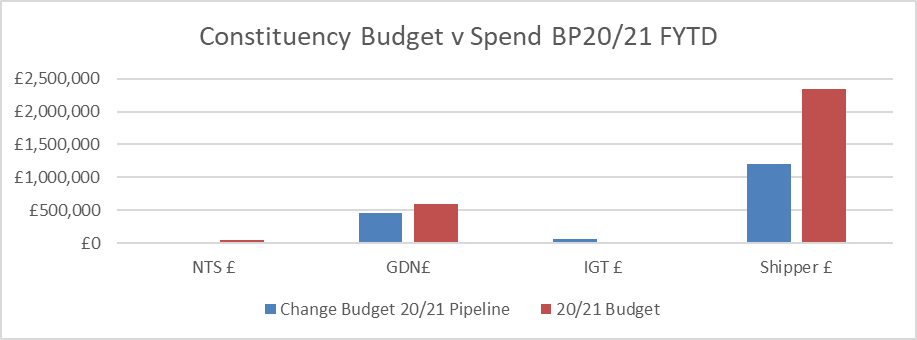 Constituency Budget v Spend BP20/21 FYTD
£2,500,000
£2,000,000
£1,500,000
£1,000,000
£500,000
£0
NTS £ GDN£ IGT £ Shipper £
Change Budget 20/21 Pipeline 20/21 Budget